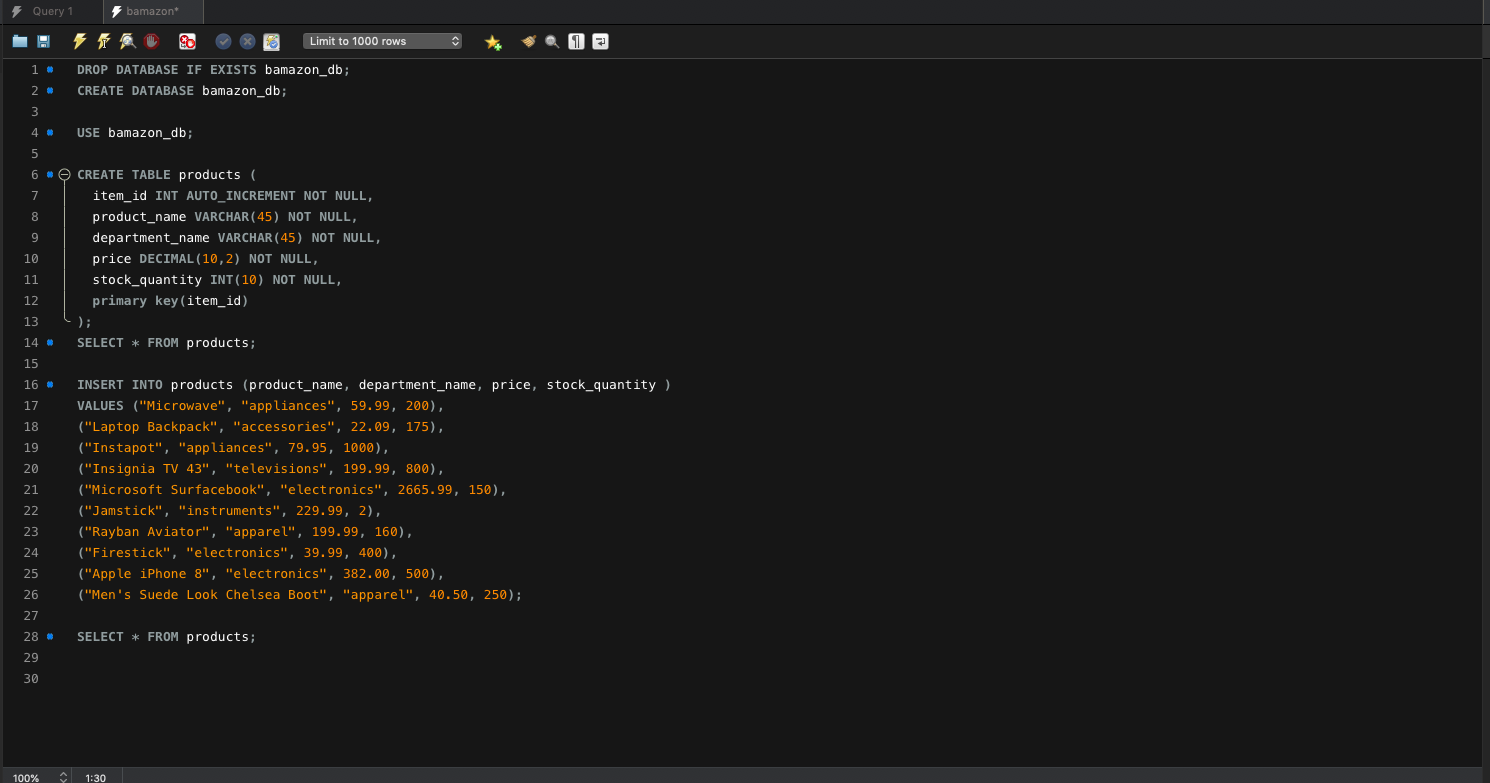 Query 1
bamazon*
Limit to 1000 rows
1 DROP DATABASE IF EXISTS bamazon_db;
2 CREATE DATABASE bamazon_db;
3
4 USE bamazon_db;
5
6 CREATE TABLE products (
7 item_id INT AUTO_INCREMENT NOT NULL,
8 product_name VARCHAR(45) NOT NULL,
9 department_name VARCHAR(45) NOT NULL,
10 price DECIMAL(10,2) NOT NULL,
11 stock_quantity INT(10) NOT NULL,
12 primary key(item_id)
13 );
14 SELECT * FROM products;
15
16 INSERT INTO products (product_name, department_name, price, stock_quantity )
17 VALUES ("Microwave", "appliances", 59.99, 200),
18 ("Laptop Backpack", "accessories", 22.09, 175),
19 ("Instapot", "appliances", 79.95, 1000),
20 ("Insignia TV 43", "televisions", 199.99, 800),
21 ("Microsoft Surfacebook", "electronics", 2665.99, 150),
22 ("Jamstick", "instruments", 229.99, 2),
23 ("Rayban Aviator", "apparel", 199.99, 160),
24 ("Firestick", "electronics", 39.99, 400),
25 ("Apple iPhone 8", "electronics", 382.00, 500),
26 ("Men's Suede Look Chelsea Boot", "apparel", 40.50, 250);
27
28 SELECT * FROM products;
29
30
100% 1:30